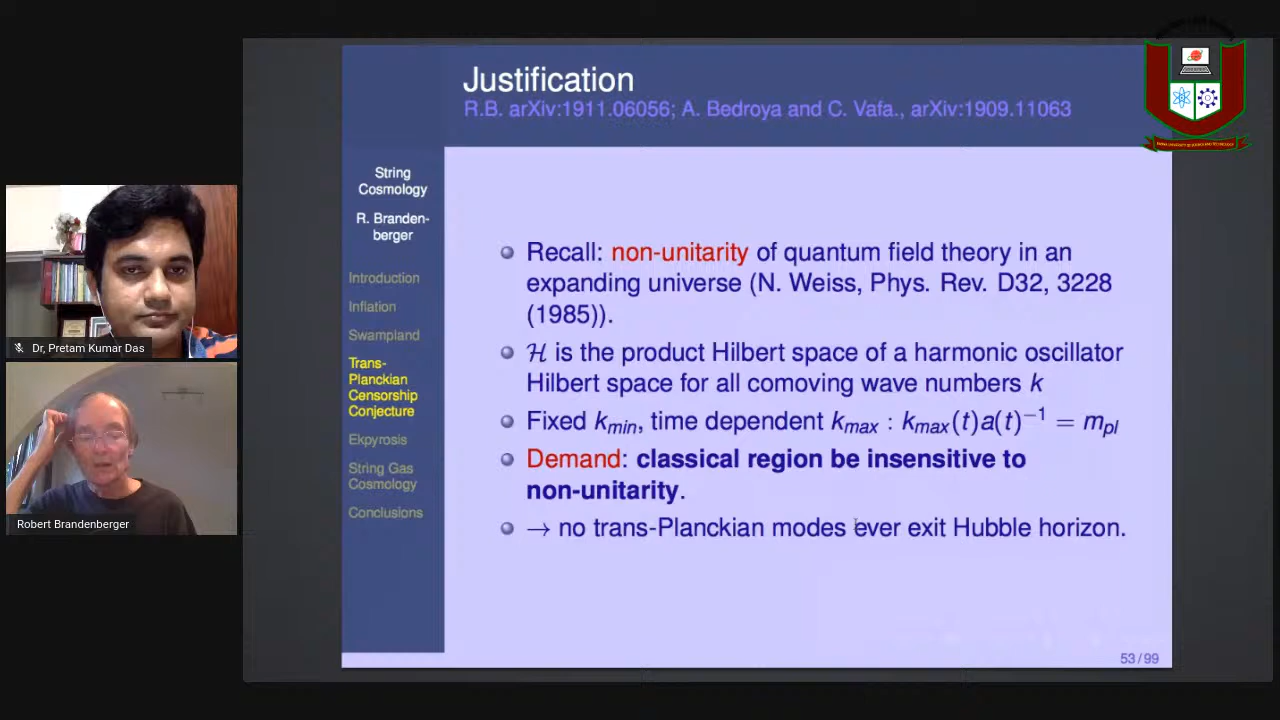 Justification
R.B. arXiv:1911.06056; A. Bedroya and C. Vafa., arXiv:1909.11063
String
Cosmology
R. Branden-
berger
Introduction
Inflation
Swampland
Trans-
Planckian
Censorship
Conjecture
Ekpyrosis
String Gas
Cosmology
Conclusions
Recall: non-unitarity of quantum field theory in an
expanding universe (N. Weiss, Phys. Rev. D32, 3228
(1985)).
ℋ is the product Hilbert space of a harmonic oscillator
Hilbert space for all comoving wave numbers k
Fixed k_min, time dependent k_max : k_max(t)a(t)⁻¹ = m_pl
Demand: classical region be insensitive to
non-unitarity.
→ no trans-Planckian modes ever exit Hubble horizon.
53/99
Dr, Pretam Kumar Das
Robert Brandenberger